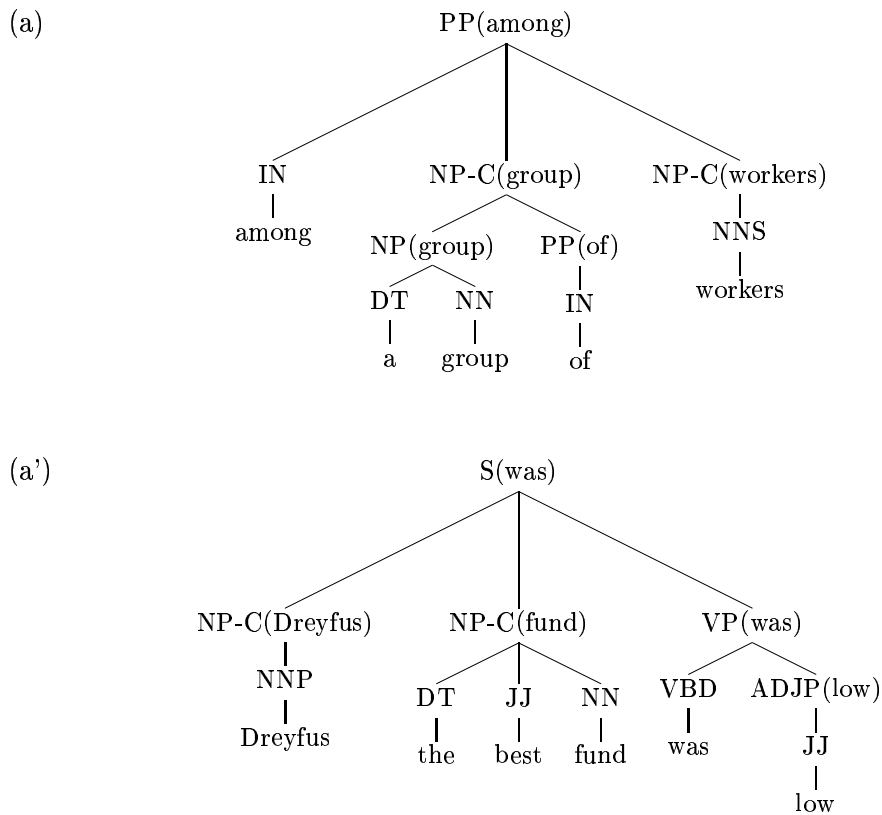 (a) PP(among)
IN NP-C(group) NP-C(workers)
among NP(group) PP(of) NNS
DT NN IN workers
a group of
(a') S(was)
NP-C(Dreyfus) NP-C(fund) VP(was)
NNP DT JJ NN VBD ADJP(low)
Dreyfus the best fund was JJ
low